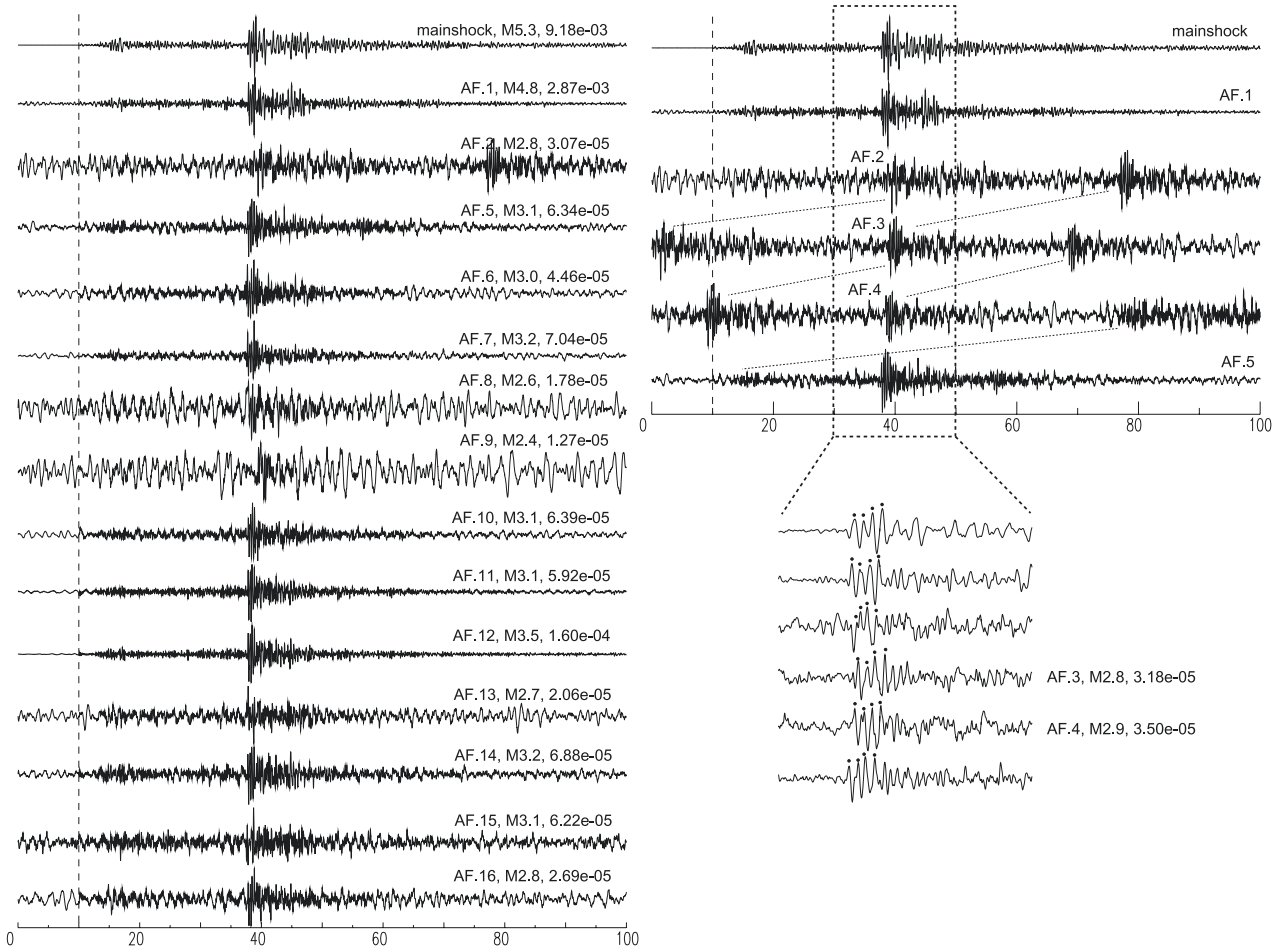 mainshock, M5.3, 9.18e-03
AF.1, M4.8, 2.87e-03
AF.2, M2.8, 3.07e-05
AF.5, M3.1, 6.34e-05
AF.6, M3.0, 4.46e-05
AF.7, M3.2, 7.04e-05
AF.8, M2.6, 1.78e-05
AF.9, M2.4, 1.27e-05
AF.10, M3.1, 6.39e-05
AF.11, M3.1, 5.92e-05
AF.12, M3.5, 1.60e-04
AF.13, M2.7, 2.06e-05
AF.14, M3.2, 6.88e-05
AF.15, M3.1, 6.22e-05
AF.16, M2.8, 2.69e-05
0 20 40 60 80 100
mainshock
AF.1
AF.2
AF.3
AF.4
AF.5
0 20 40 60 80 100
AF.3, M2.8, 3.18e-05
AF.4, M2.9, 3.50e-05